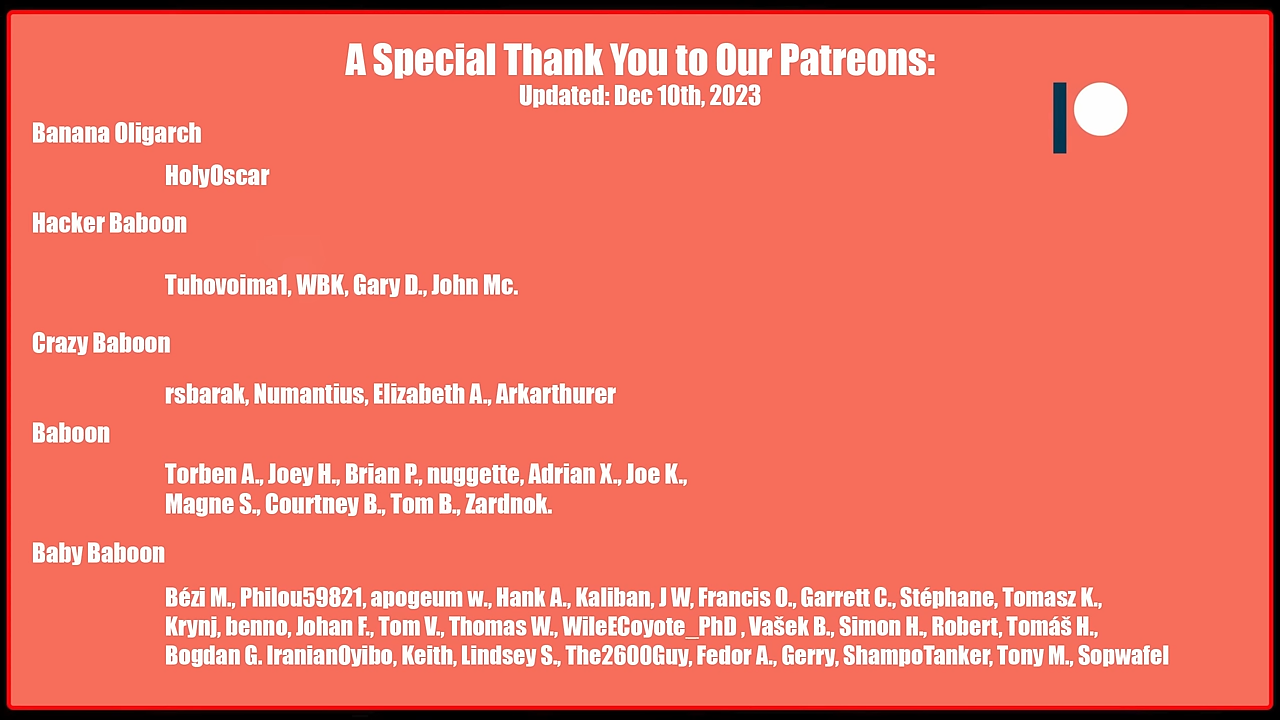 A Special Thank You to Our Patreons:
Updated: Dec 10th, 2023
Banana Oligarch
HolyOscar
Hacker Baboon
Tuhovoima1, WBK, Gary D., John Mc.
Crazy Baboon
rsbarak, Numantius, Elizabeth A., Arkarthurer
Baboon
Torben A., Joey H., Brian P., nuggette, Adrian X., Joe K.,
Magne S., Courtney B., Tom B., Zardnok.
Baby Baboon
Bézi M., Philou59821, apogeum w., Hank A., Kaliban, J W, Francis O., Garrett C., Stéphane, Tomasz K.,
Krynj, benno, Johan F., Tom V., Thomas W., WileECoyote_PhD , Vašek B., Simon H., Robert, Tomáš H.,
Bogdan G. IranianOyibo, Keith, Lindsey S., The2600Guy, Fedor A., Gerry, ShampoTanker, Tony M., Sopwafel